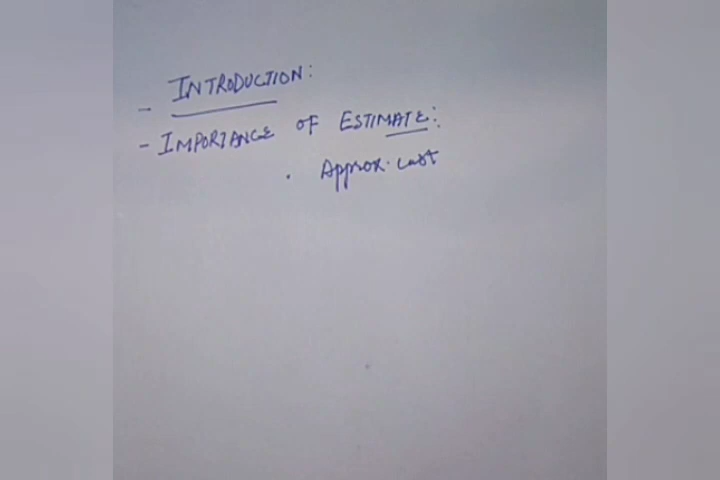 - INTRODUCTION:
- IMPORTANCE OF ESTIMATE:
. Approx. cost